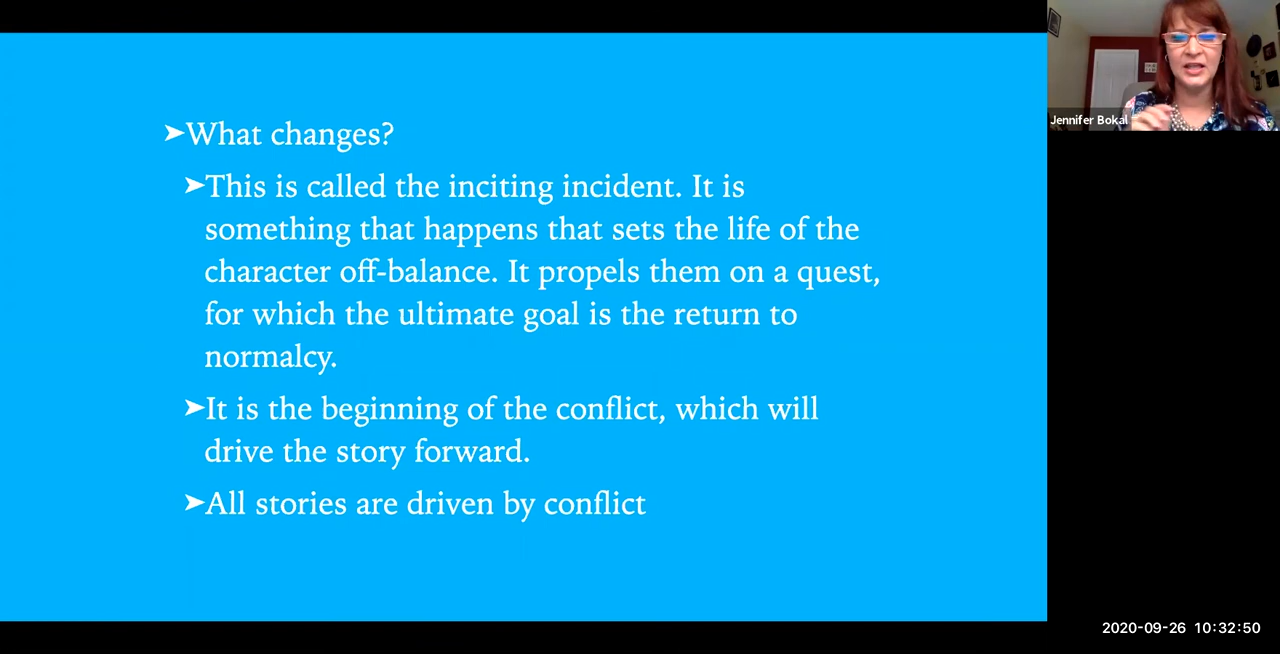 ➤What changes?
➤This is called the inciting incident. It is
something that happens that sets the life of the
character off-balance. It propels them on a quest,
for which the ultimate goal is the return to
normalcy.
➤It is the beginning of the conflict, which will
drive the story forward.
➤All stories are driven by conflict
Jennifer Bokal
2020-09-26 10:32:50